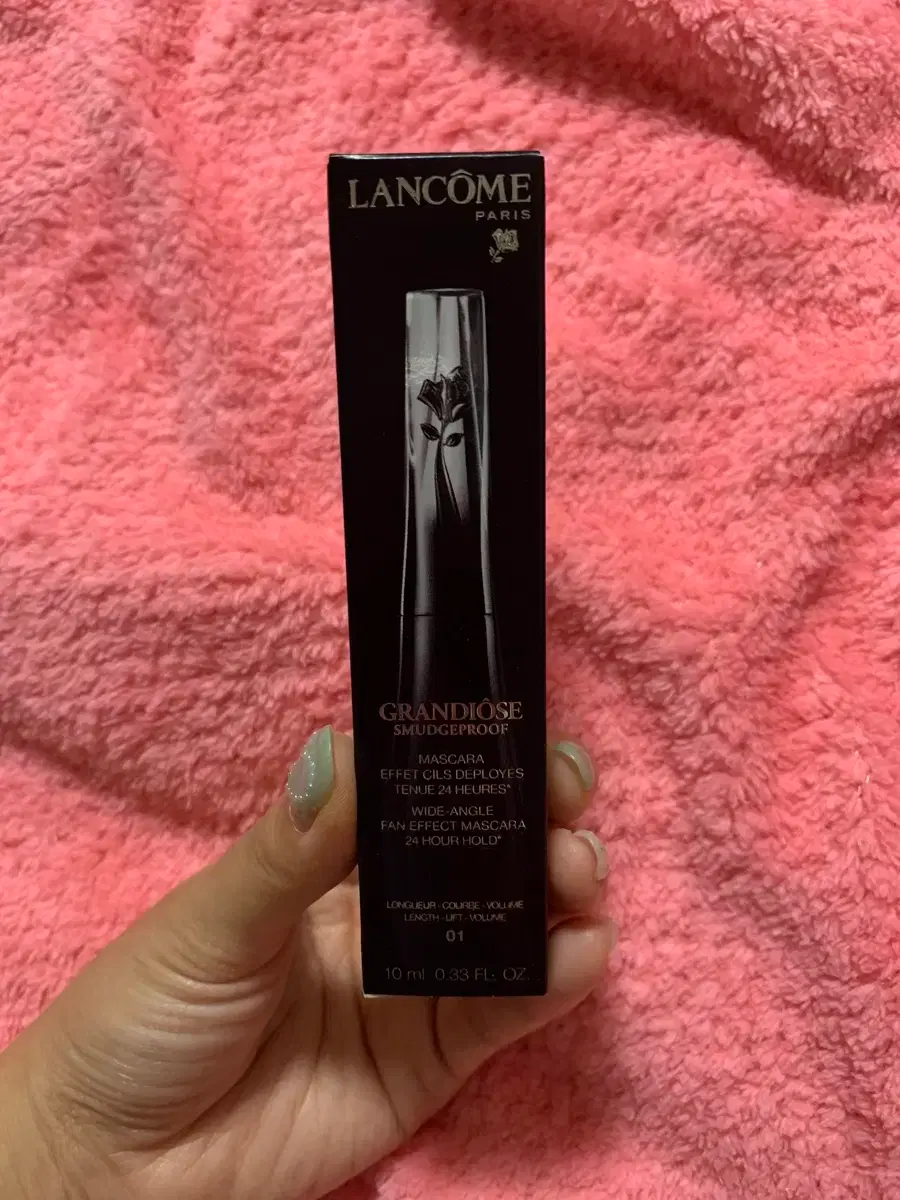 LANCÔME
PARIS
GRANDIÔSE
SMUDGEPROOF
MASCARA
EFFET CILS DEPLOYES
TENUE 24 HEURES*
WIDE-ANGLE
FAN EFFECT MASCARA
24 HOUR HOLD*
LONGUEUR - COURBE - VOLUME
LENGTH - LIFT - VOLUME
01
10 ml 0.33 FL. OZ.